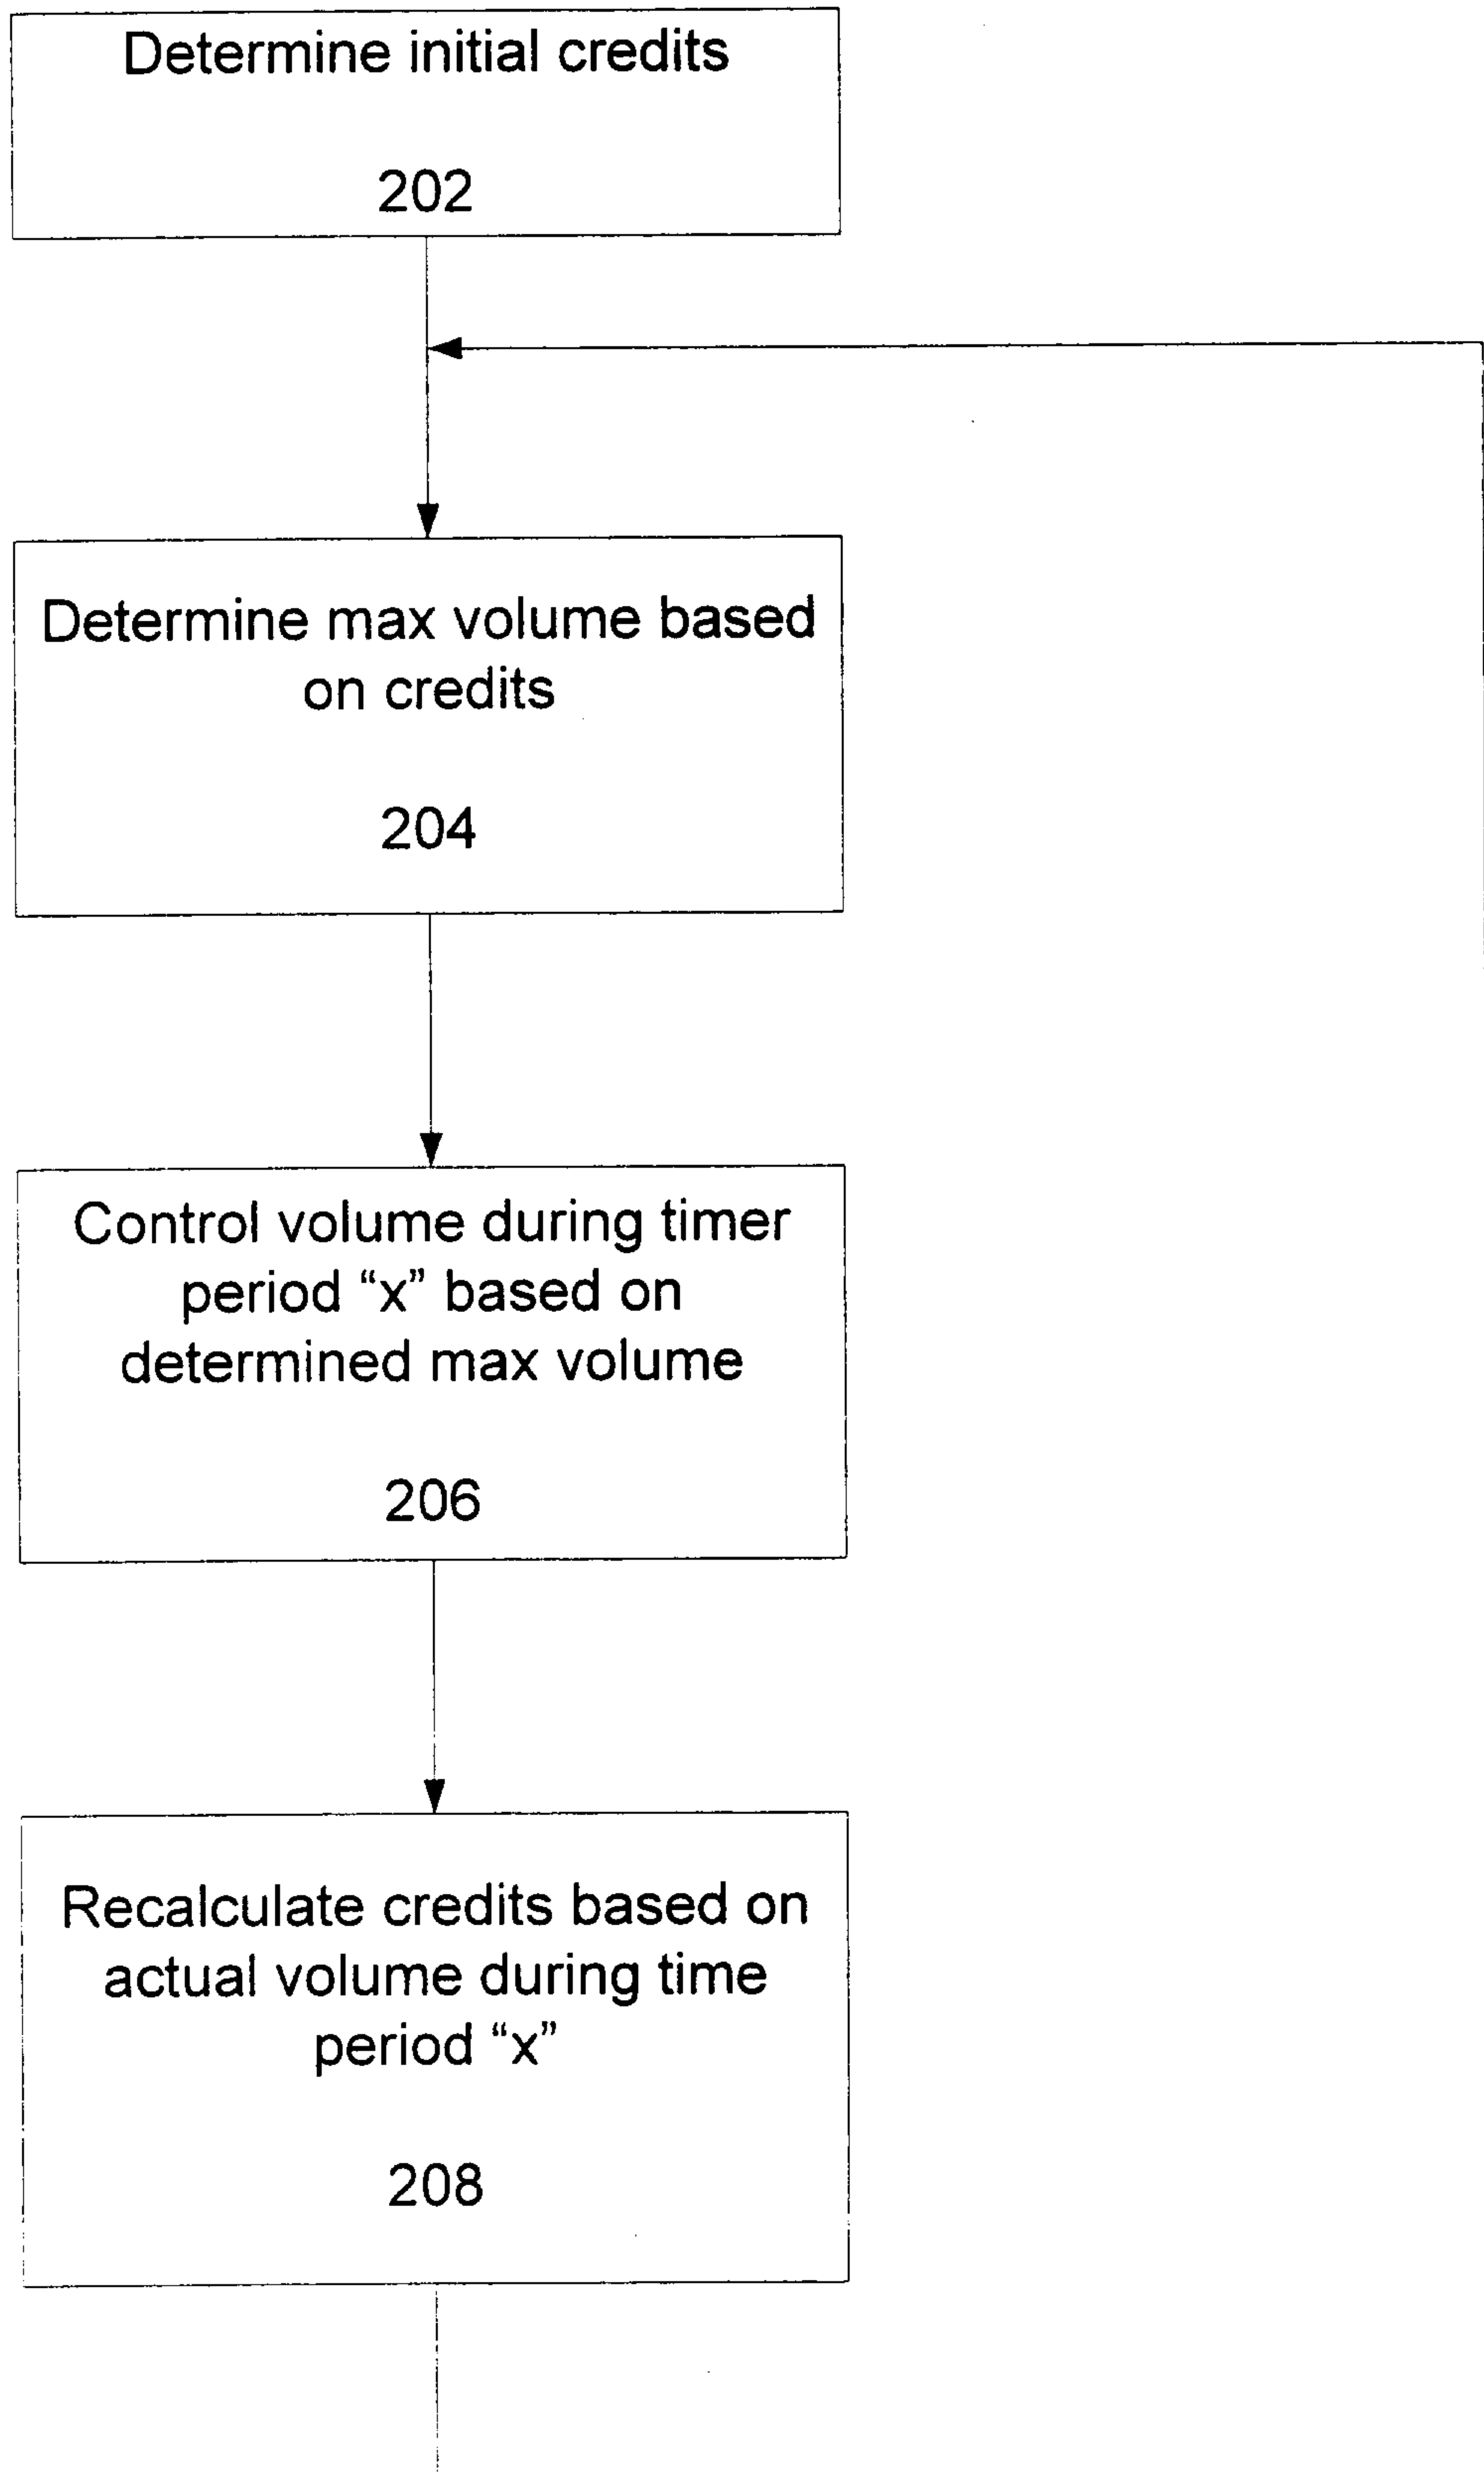 Determine initial credits
202
Determine max volume based
on credits
204
Control volume during timer
period “x” based on
determined max volume
206
Recalculate credits based on
actual volume during time
period “x”
208